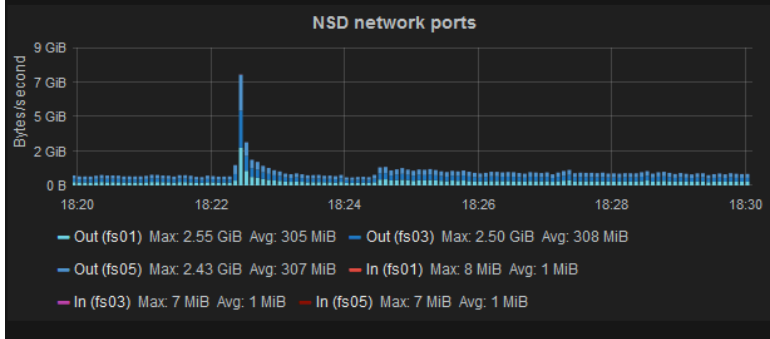 NSD network ports
9 GiB
7 GiB
5 GiB
2 GiB
0 B
Bytes/second
18:20 18:22 18:24 18:26 18:28 18:30
Out (fs01) Max: 2.55 GiB Avg: 305 MiB Out (fs03) Max: 2.50 GiB Avg: 308 MiB
Out (fs05) Max: 2.43 GiB Avg: 307 MiB In (fs01) Max: 8 MiB Avg: 1 MiB
In (fs03) Max: 7 MiB Avg: 1 MiB In (fs05) Max: 7 MiB Avg: 1 MiB